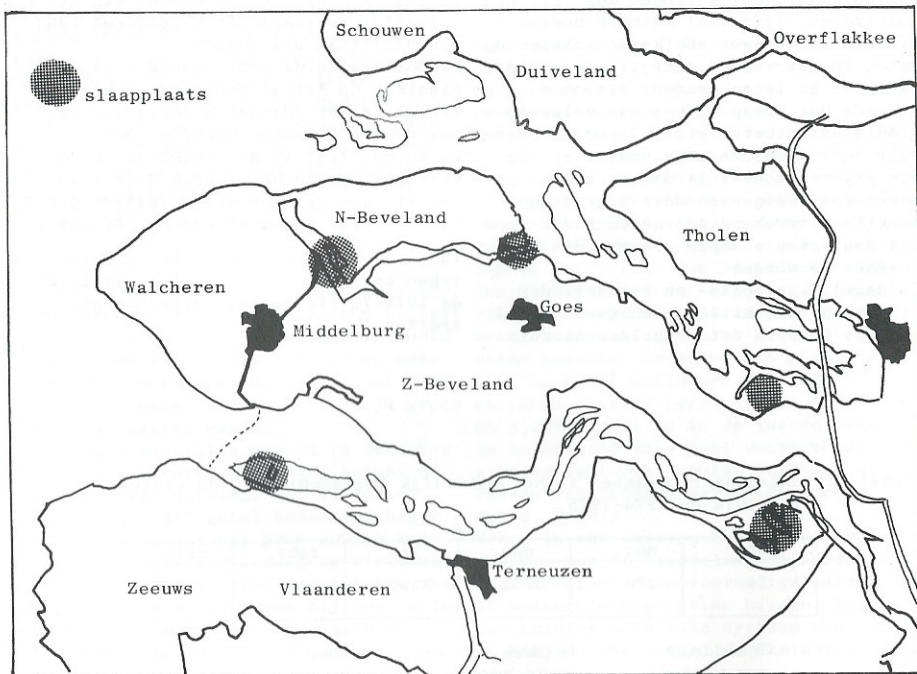 Schouwen
Overflakkee
Duiveland
slaapplaats
N-Beveland
Tholen
Walcheren
Goes
Middelburg
Z-Beveland
Terneuzen
Zeeuws Vlaanderen